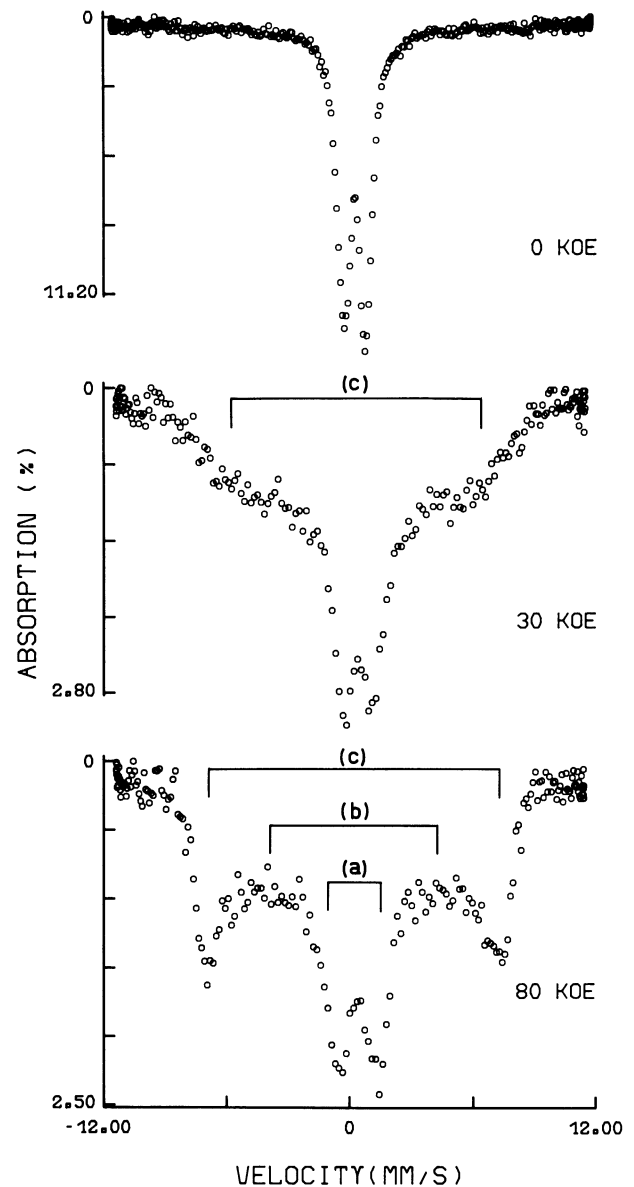 0
11.20
0 KOE
(c)
0
2.80
30 KOE
ABSORPTION (%)
(c)
(b)
(a)
0
2.50
80 KOE
-12.00 0 12.00
VELOCITY(MM/S)